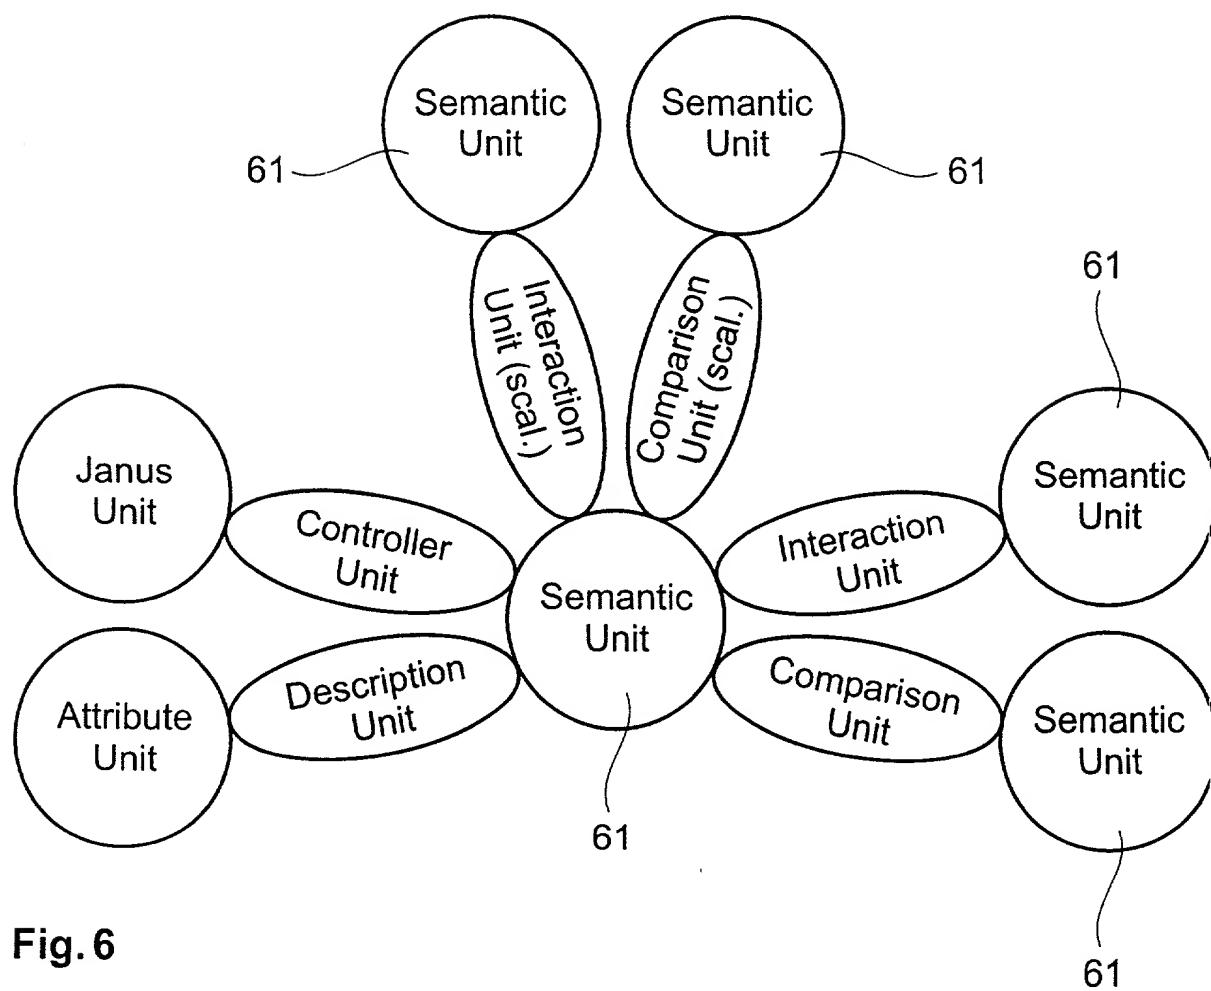 Semantic
Unit
61
Semantic
Unit
61
Interaction
Unit (scal.)
Comparison
Unit (scal.)
61
Semantic
Unit
Janus
Unit
Controller
Unit
Interaction
Unit
Semantic
Unit
61
Attribute
Unit
Description
Unit
Comparison
Unit
Semantic
Unit
61
Fig. 6